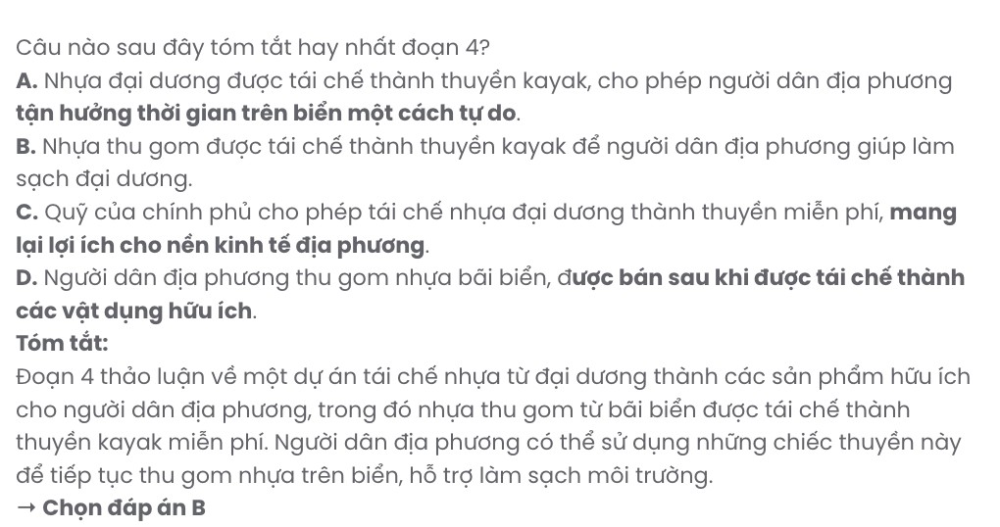 Câu nào sau đây tóm tắt hay nhất đoạn 4?
A. Nhựa đại dương được tái chế thành thuyền kayak, cho phép người dân địa phương
tận hưởng thời gian trên biển một cách tự do.
B. Nhựa thu gom được tái chế thành thuyền kayak để người dân địa phương giúp làm
sạch đại dương.
C. Quỹ của chính phủ cho phép tái chế nhựa đại dương thành thuyền miễn phí, mang
lại lợi ích cho nền kinh tế địa phương.
D. Người dân địa phương thu gom nhựa bãi biển, được bán sau khi được tái chế thành
các vật dụng hữu ích.
Tóm tắt:
Đoạn 4 thảo luận về một dự án tái chế nhựa từ đại dương thành các sản phẩm hữu ích
cho người dân địa phương, trong đó nhựa thu gom từ bãi biển được tái chế thành
thuyền kayak miễn phí. Người dân địa phương có thể sử dụng những chiếc thuyền này
để tiếp tục thu gom nhựa trên biển, hỗ trợ làm sạch môi trường.
→ Chọn đáp án B